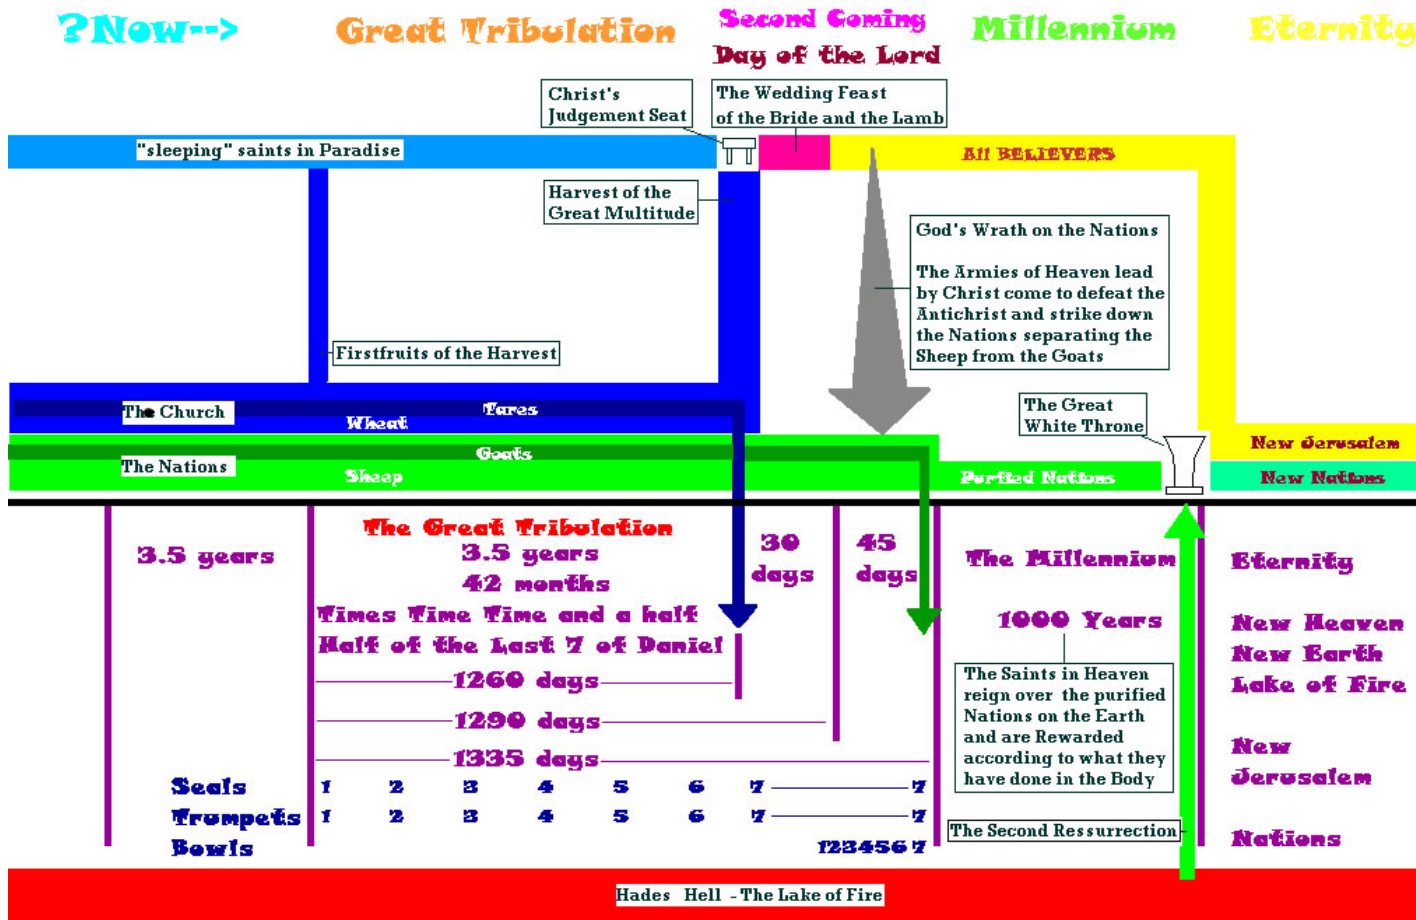 ?Now-->
Great Tribulation
Second Coming
Day of the Lord
Millennium
Eternity
Christ's
Judgement Seat
The Wedding Feast
of the Bride and the Lamb
"sleeping" saints in Paradise
All BELIEVERS
Harvest of the
Great Multitude
God's Wrath on the Nations
The Armies of Heaven lead
by Christ come to defeat the
Antichrist and strike down
the Nations separating the
Sheep from the Goats
Firstfruits of the Harvest
The Church
Tares
Wheat
The Great
White Throne
The Nations
Goats
Sheep
Purfied Nations
New Jerusalem
New Nations
3.5 years
The Great Tribulation
3.5 years
42 months
Times Time Time and a half
Half of the Last 7 of Daniel
30
days
45
days
1260 days
1290 days
1335 days
The Millennium
1000 Years
The Saints in Heaven
reign over the purified
Nations on the Earth
and are Rewarded
according to what they
have done in the Body
Eternity
New Heaven
New Earth
Lake of Fire
New
Jerusalem
Nations
Seals 1 2 3 4 5 6 7 7
Trumpets 1 2 3 4 5 6 7 7
Bowls 1234567
The Second Ressurrection
Hades Hell - The Lake of Fire